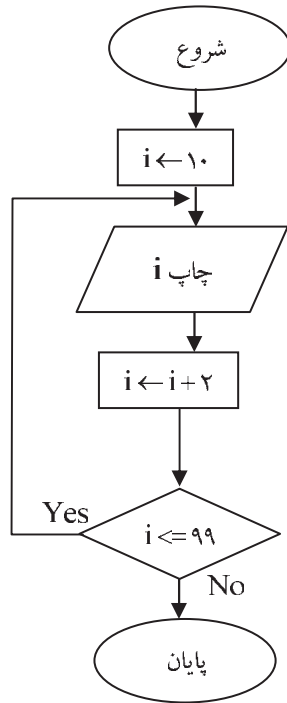 شروع
i ← ۱۰
چاپ i
i ← i + ۲
i <= ۹۹
Yes
No
پایان